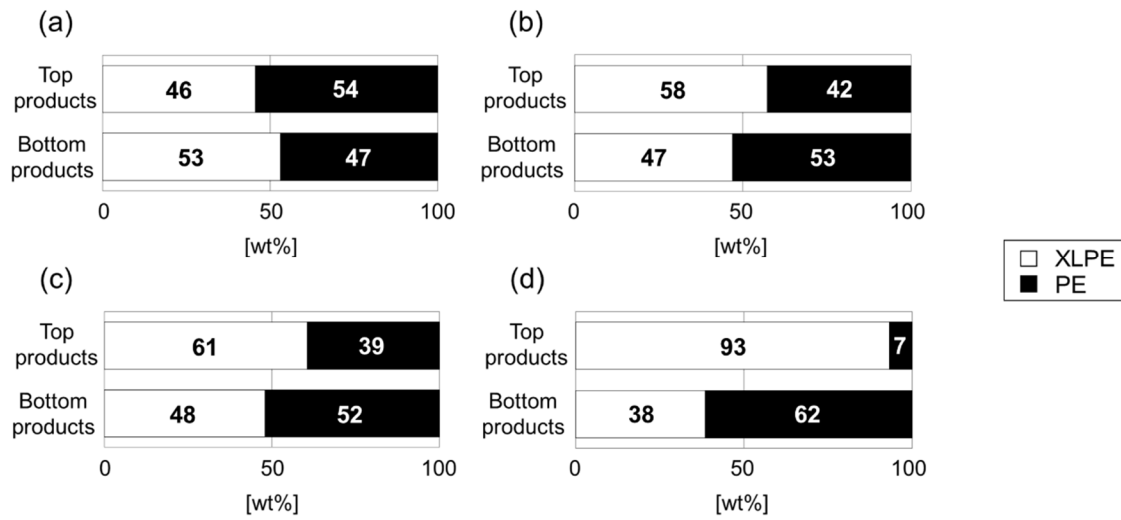 (a)
Top
products
46
54
Bottom
products
53
47
0
50
100
[wt%]
(b)
Top
products
58
42
Bottom
products
47
53
0
50
100
[wt%]
(c)
Top
products
61
39
Bottom
products
48
52
0
50
100
[wt%]
(d)
Top
products
93
7
Bottom
products
38
62
0
50
100
[wt%]
XLPE
PE